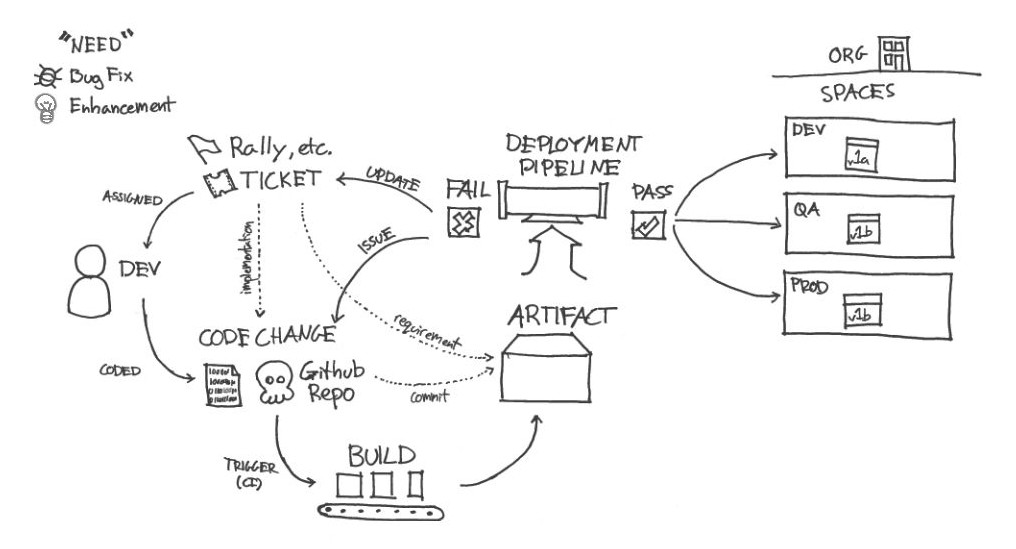 "NEED"
Bug Fix
Enhancement
Rally, etc.
TICKET
ASSIGNED
DEV
CODED
implementation
CODE CHANGE
Github
Repo
TRIGGER
(CI)
BUILD
commit
requirement
ARTIFACT
UPDATE
ISSUE
FAIL
DEPLOYMENT
PIPELINE
PASS
ORG
SPACES
DEV
v1a
QA
v1b
PROD
v1b